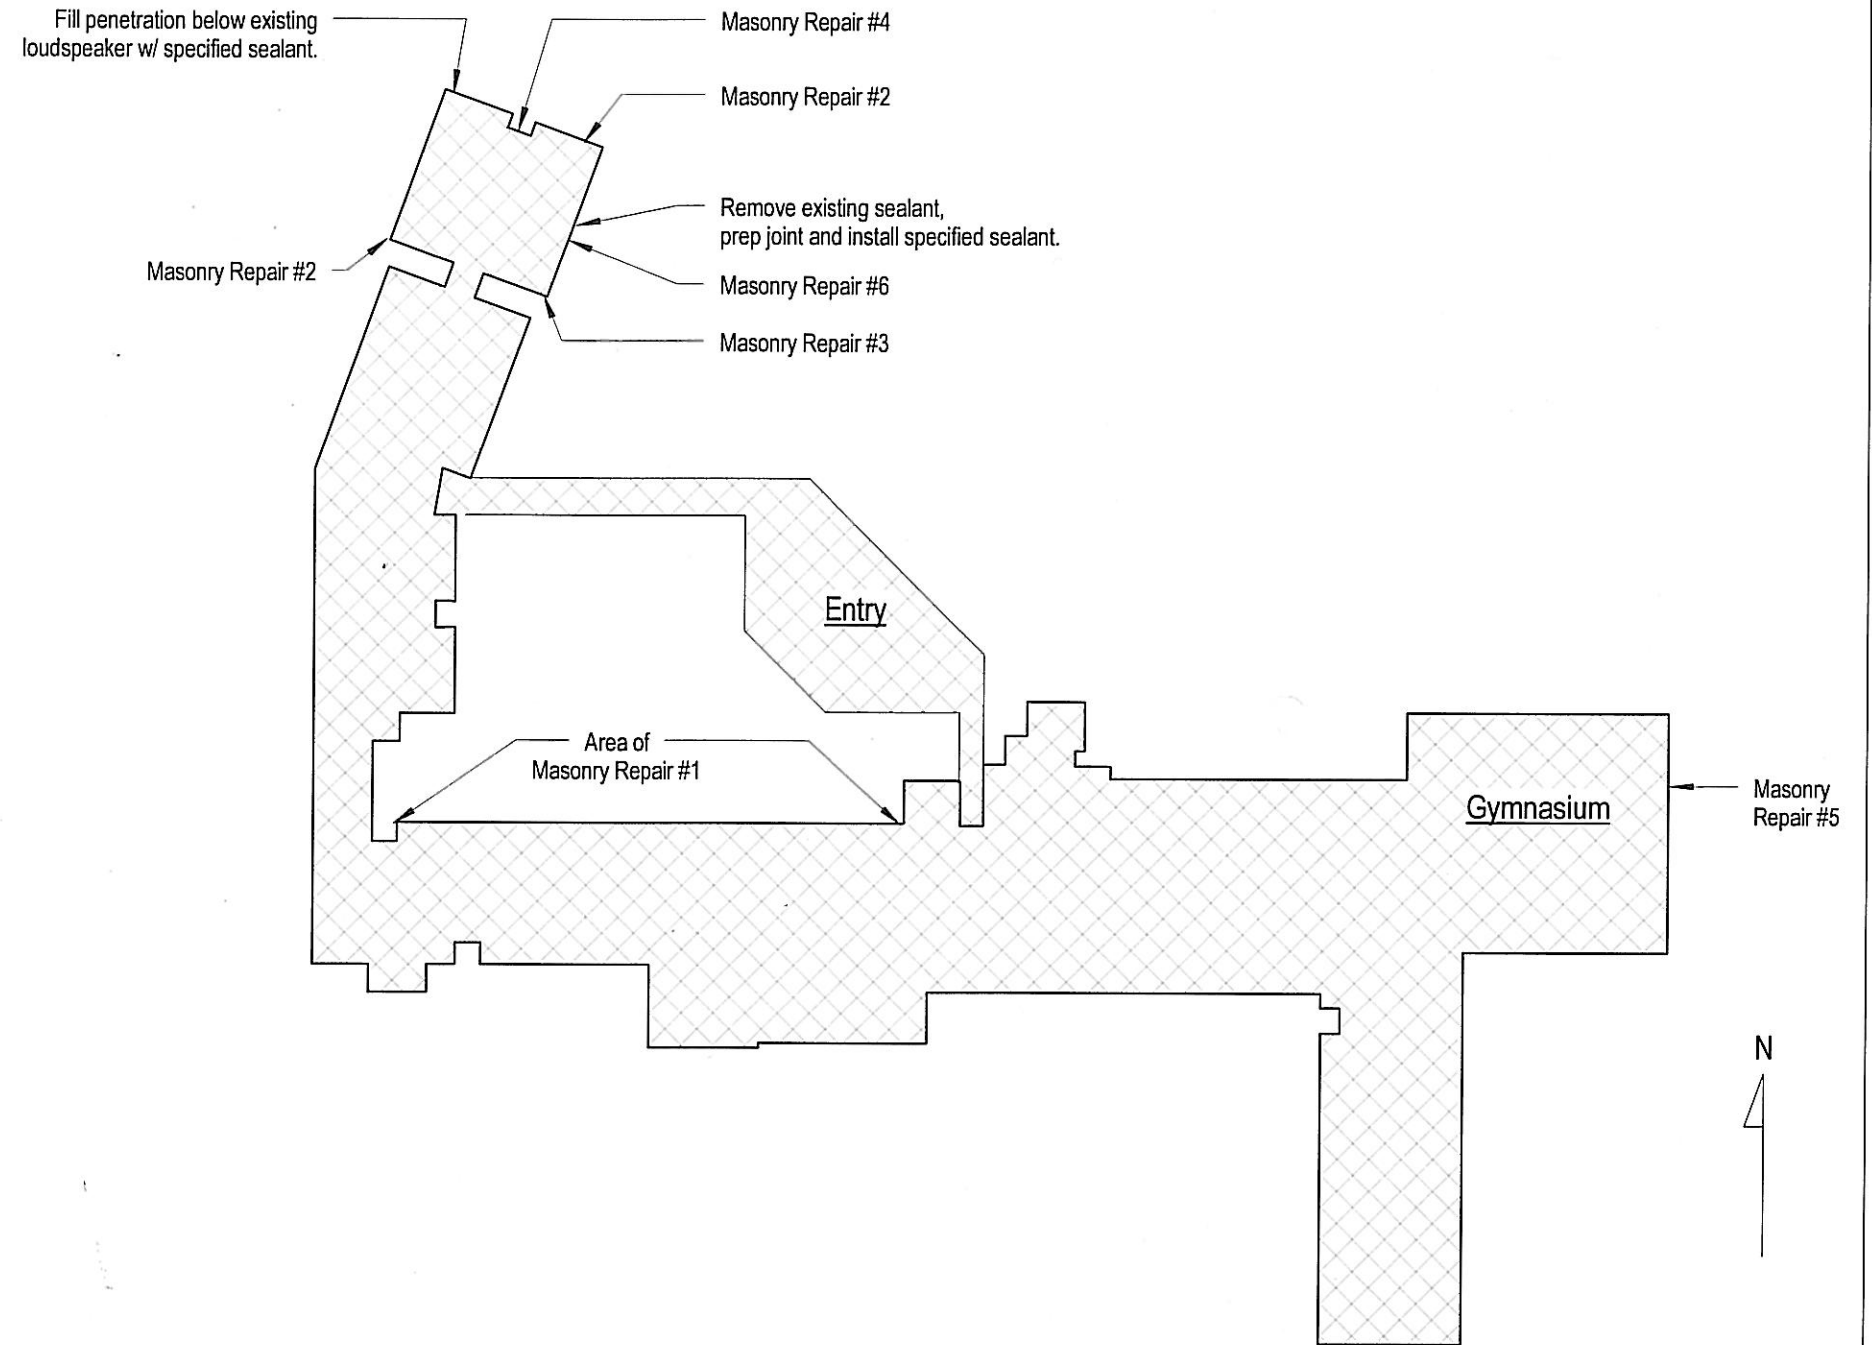 Fill penetration below existing
loudspeaker w/ specified sealant.
Masonry Repair #4
Masonry Repair #2
Remove existing sealant,
prep joint and install specified sealant.
Masonry Repair #2
Masonry Repair #6
Masonry Repair #3
Entry
Area of
Masonry Repair #1
Gymnasium
Masonry
Repair #5
N